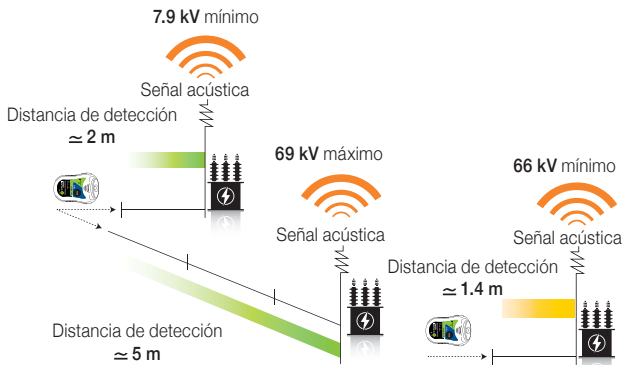 7.9 kV mínimo
Señal acústica
Distancia de detección
≃ 2 m
69 kV máximo
Señal acústica
Distancia de detección
≃ 5 m
66 kV mínimo
Señal acústica
Distancia de detección
≃ 1.4 m